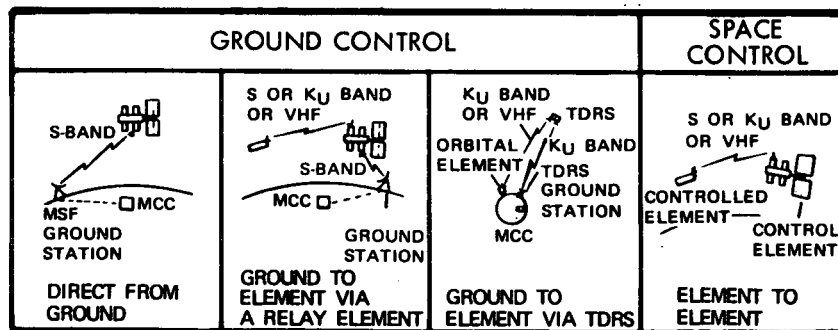 GROUND CONTROL
SPACE
CONTROL
S-BAND
MCC
MSF
GROUND
STATION
DIRECT FROM
GROUND
S OR KU BAND
OR VHF
S-BAND
MCC
GROUND
STATION
GROUND TO
ELEMENT VIA
A RELAY ELEMENT
KU BAND
OR VHF
TDRS
ORBITAL
ELEMENT
KU BAND
TDRS
GROUND
STATION
MCC
GROUND TO
ELEMENT VIA TDRS
S OR KU BAND
OR VHF
CONTROLLED
ELEMENT
CONTROL
ELEMENT
ELEMENT TO
ELEMENT